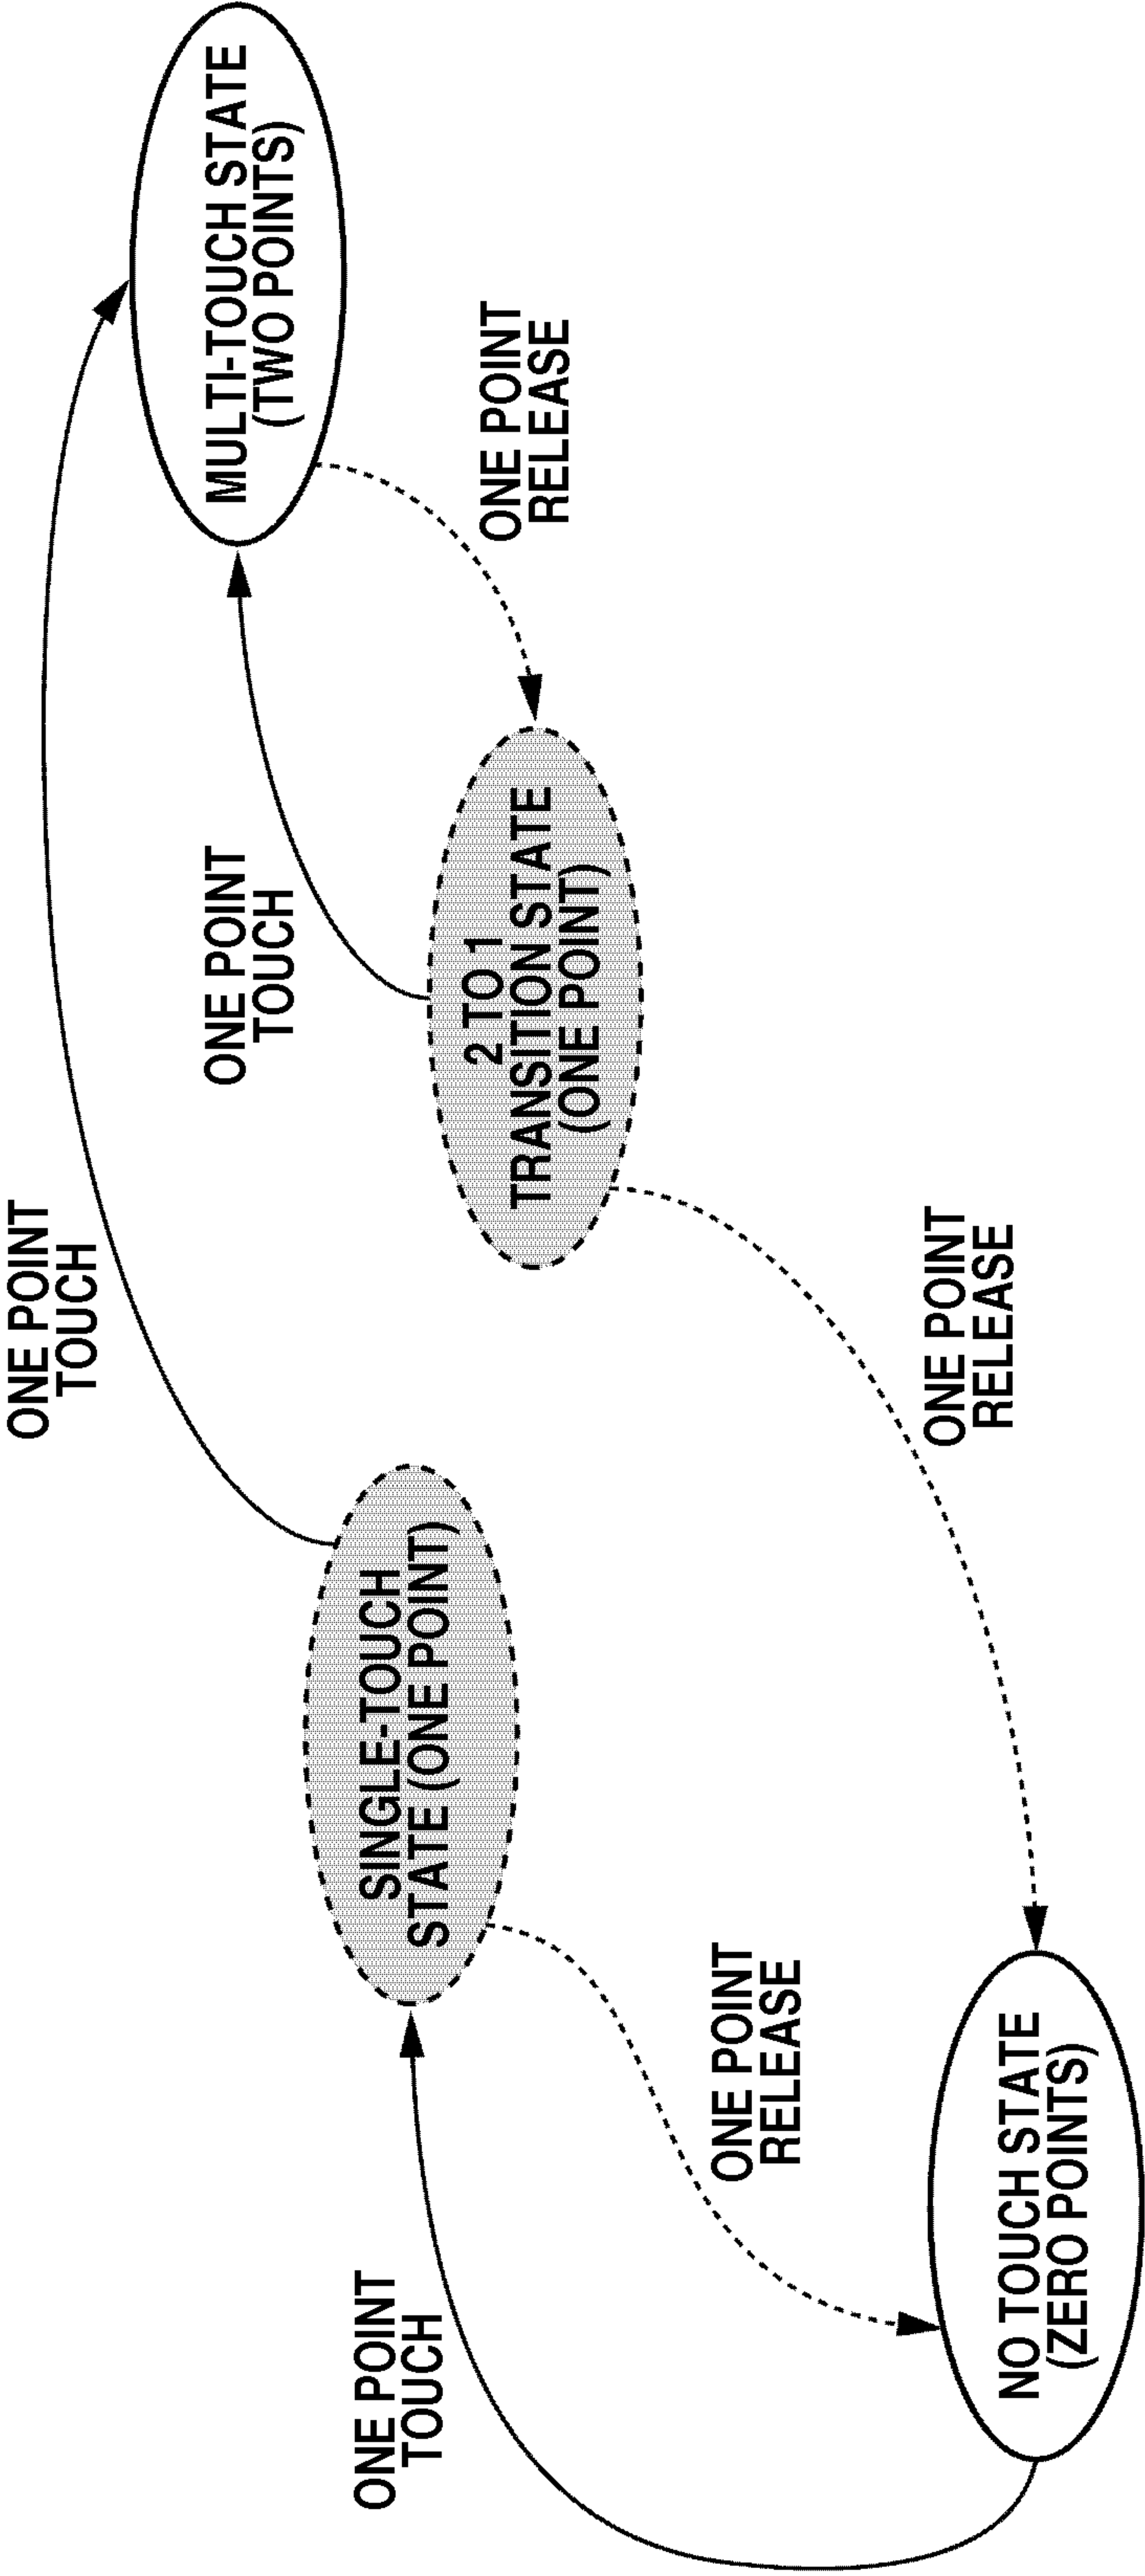 ONE POINT
TOUCH
MULTI-TOUCH STATE
(TWO POINTS)
ONE POINT
TOUCH
ONE POINT
RELEASE
2 TO 1
TRANSITION STATE
(ONE POINT)
SINGLE-TOUCH
STATE (ONE POINT)
ONE POINT
TOUCH
ONE POINT
RELEASE
ONE POINT
RELEASE
NO TOUCH STATE
(ZERO POINTS)